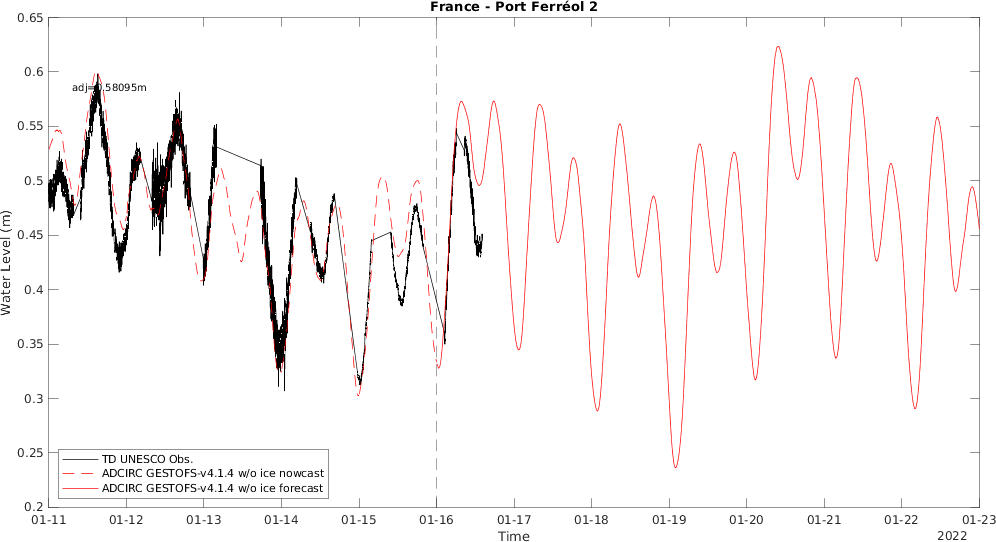 France - Port Ferréol 2
0.65
0.6
0.55
0.5
0.45
0.4
0.35
0.3
0.25
0.2
Water Level (m)
adj=0.58095m
TD UNESCO Obs.
ADCIRC GESTOFS-v4.1.4 w/o ice nowcast
ADCIRC GESTOFS-v4.1.4 w/o ice forecast
01-11 01-12 01-13 01-14 01-15 01-16 01-17 01-18 01-19 01-20 01-21 01-22 01-23
Time
2022